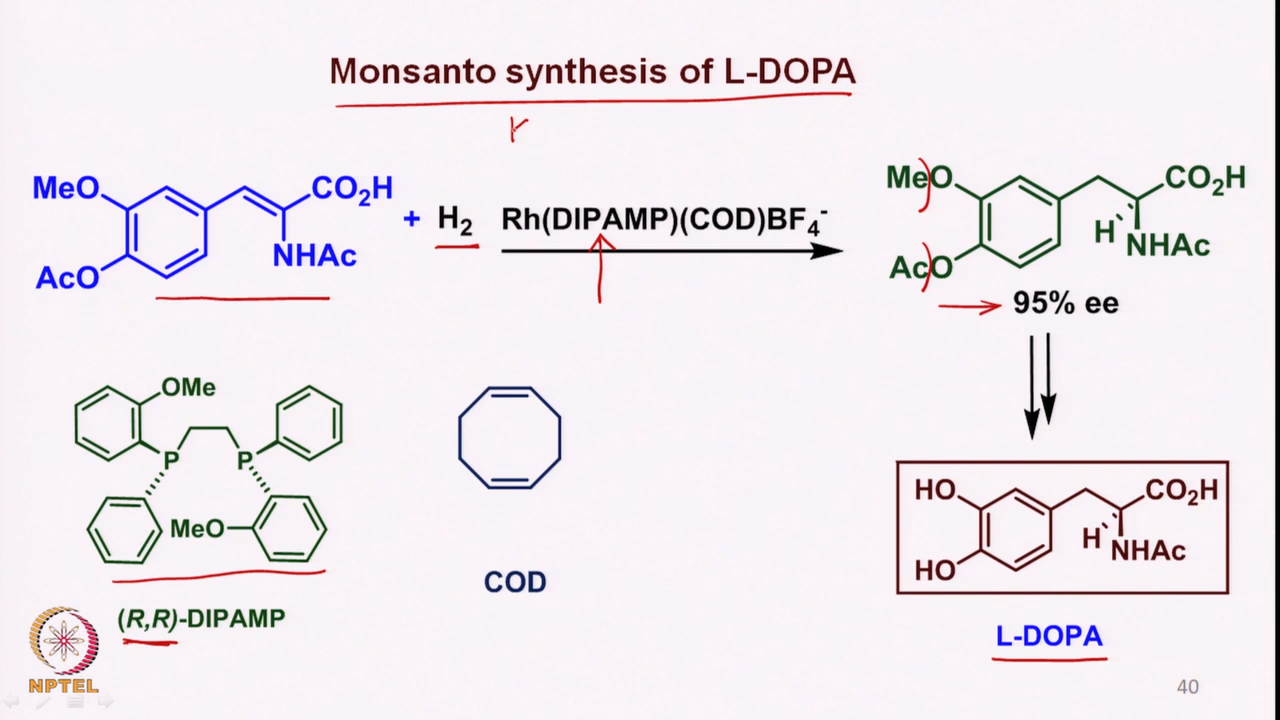 Monsanto synthesis of L-DOPA
MeO
CO2H
AcO
NHAc
+ H2
Rh(DIPAMP)(COD)BF4-
MeO
CO2H
H
NHAc
AcO
95% ee
OMe
P
P
MeO
(R,R)-DIPAMP
COD
HO
CO2H
H
NHAc
HO
L-DOPA
NPTEL
40